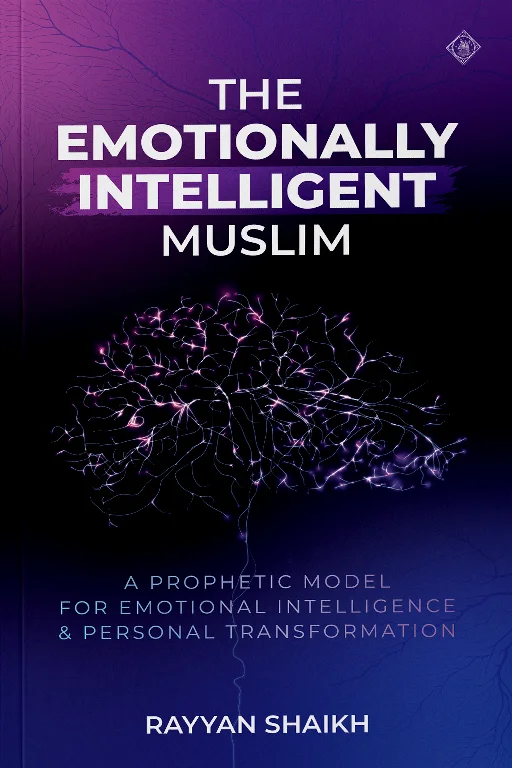 THE
EMOTIONALLY
INTELLIGENT
MUSLIM
A PROPHETIC MODEL
FOR EMOTIONAL INTELLIGENCE
& PERSONAL TRANSFORMATION
RAYYAN SHAIKH